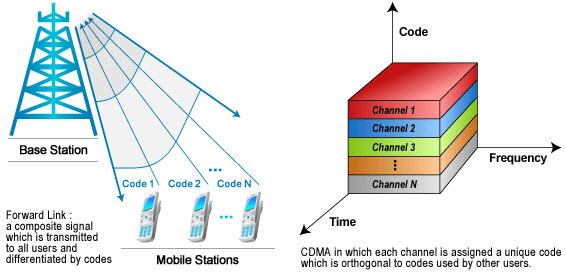 Base Station
Code 1 Code 2 ... Code N
...
Mobile Stations
Forward Link :
a composite signal
which is transmitted
to all users and
differentiated by codes
Code
Channel 1
Channel 2
Channel 3
⋮
Channel N
Frequency
Time
CDMA in which each channel is assigned a unique code
which is orthogonal to codes used by other users.